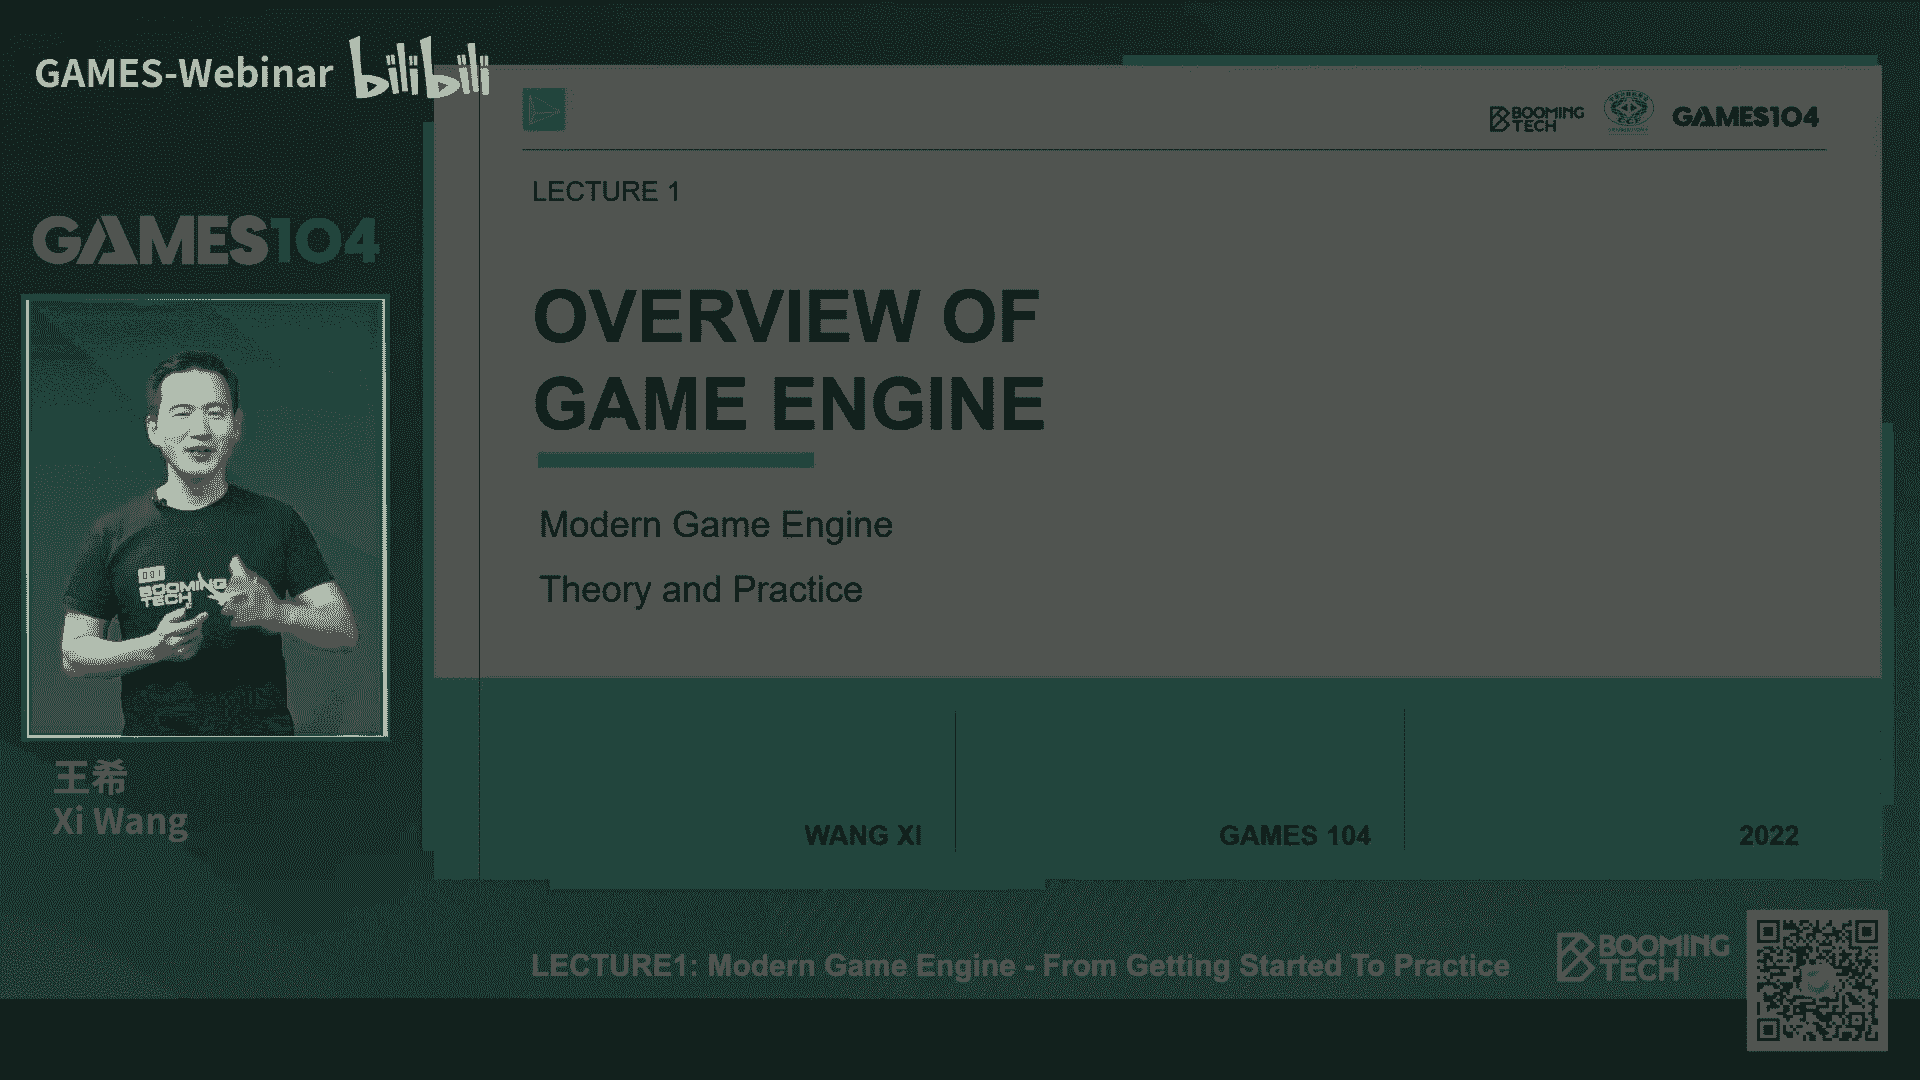 GAMES-Webinar bilibili
BOOMING TECH
GAMES104
LECTURE 1
GAMES104
OVERVIEW OF
GAME ENGINE
Modern Game Engine
Theory and Practice
BOOMING
TECH
王希
Xi Wang
WANG XI
GAMES 104
2022
LECTURE1: Modern Game Engine - From Getting Started To Practice
BOOMING
TECH